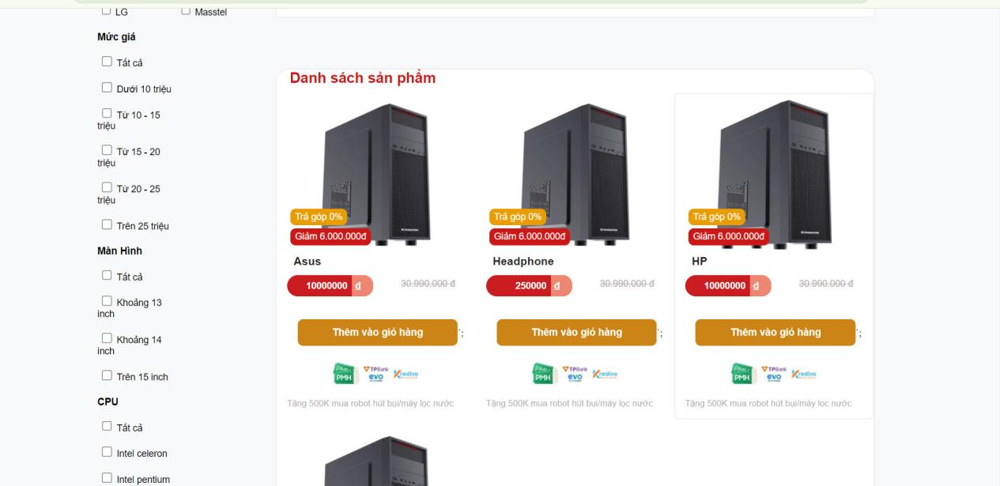 LG
Masstel
Mức giá
Tất cả
Dưới 10 triệu
Từ 10 - 15
triệu
Từ 15 - 20
triệu
Từ 20 - 25
triệu
Trên 25 triệu
Màn Hình
Tất cả
Khoảng 13
inch
Khoảng 14
inch
Trên 15 inch
CPU
Tất cả
Intel celeron
Intel pentium
Danh sách sản phẩm
Trả góp 0%
Giảm 6.000.000đ
Asus
10000000 đ
30.990.000 đ
Thêm vào giỏ hàng
`;
PMH
TPBank
evo
Kredivo
Tặng 500K mua robot hút bụi/máy lọc nước
Trả góp 0%
Giảm 6.000.000đ
Headphone
250000 đ
30.990.000 đ
Thêm vào giỏ hàng
`;
PMH
TPBank
evo
Kredivo
Tặng 500K mua robot hút bụi/máy lọc nước
Trả góp 0%
Giảm 6.000.000đ
HP
10000000 đ
30.990.000 đ
Thêm vào giỏ hàng
`;
PMH
TPBank
evo
Kredivo
Tặng 500K mua robot hút bụi/máy lọc nước